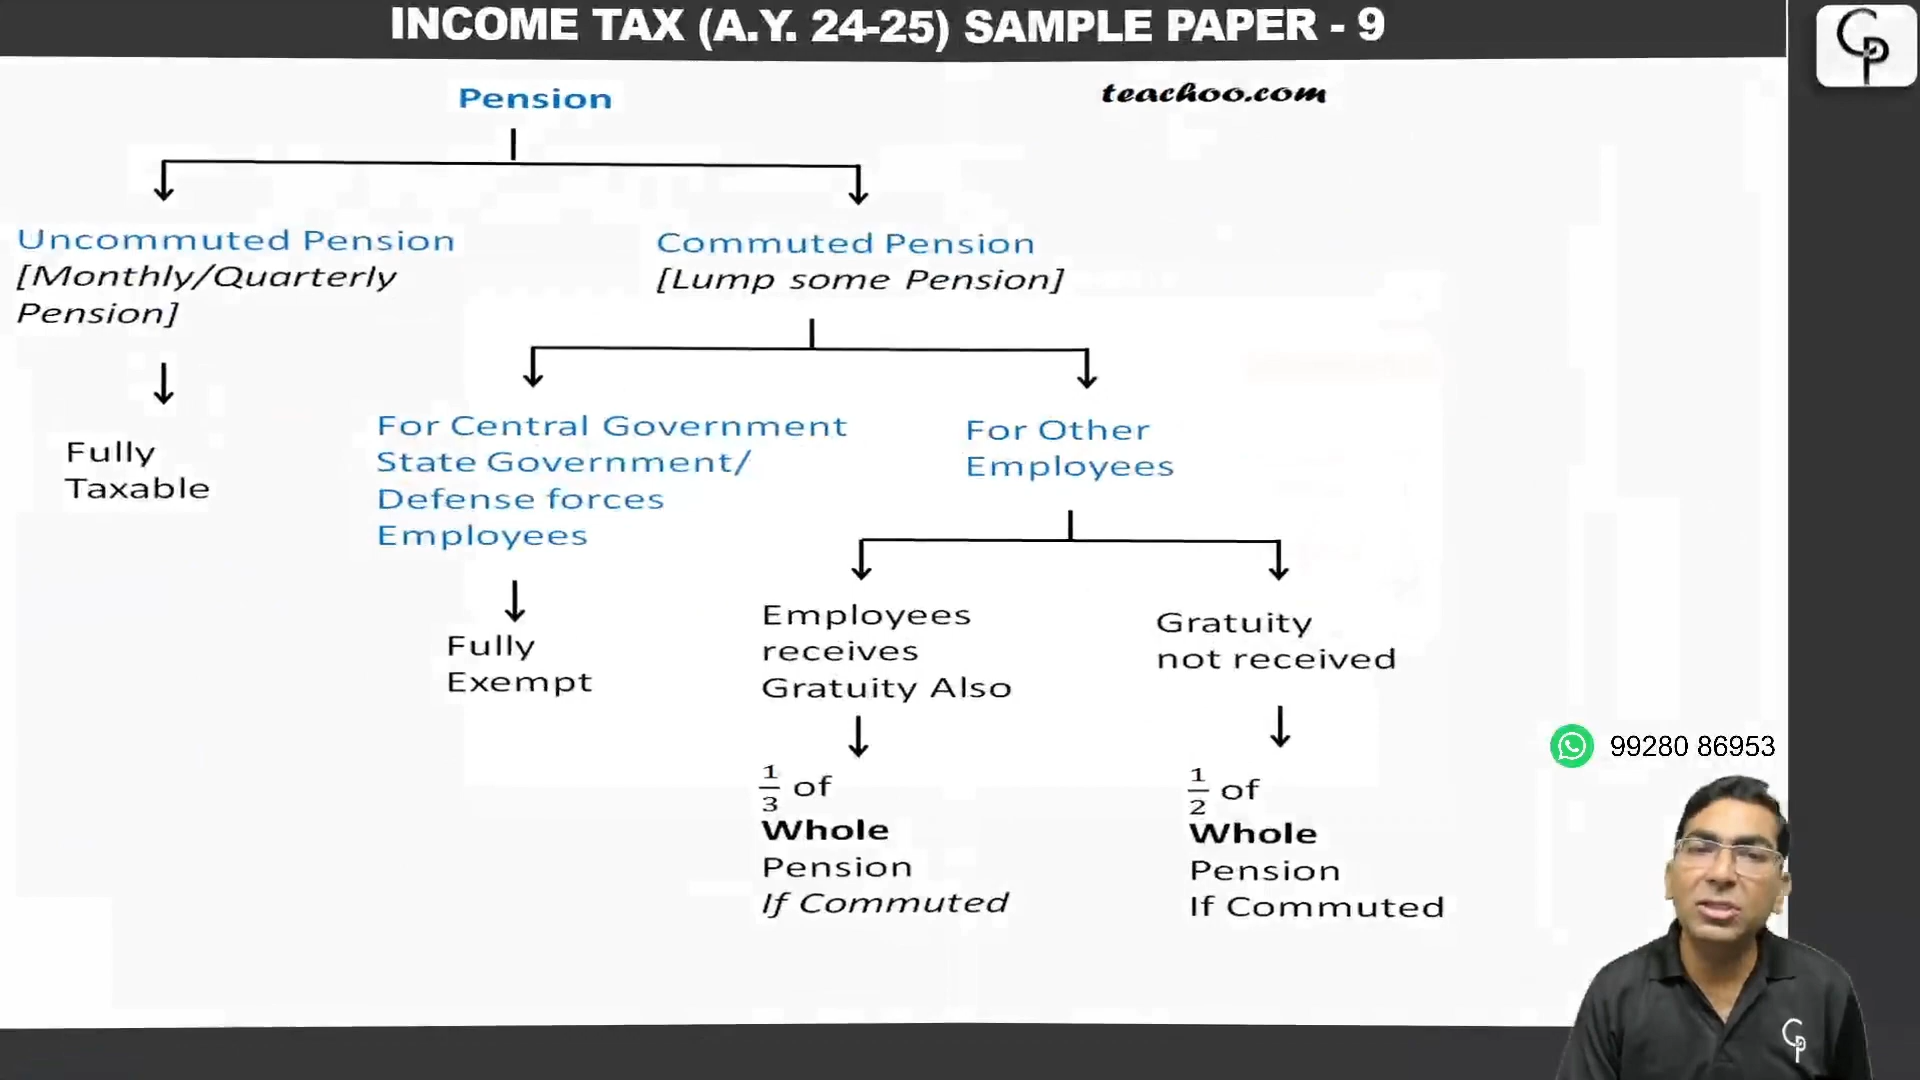 INCOME TAX (A.Y. 24-25) SAMPLE PAPER - 9
CP
Pension
teachoo.com
Uncommuted Pension
[Monthly/Quarterly
Pension]
Commuted Pension
[Lump some Pension]
Fully
Taxable
For Central Government
State Government/
Defense forces
Employees
For Other
Employees
Fully
Exempt
Employees
receives
Gratuity Also
Gratuity
not received
1/3 of
Whole
Pension
If Commuted
1/2 of
Whole
Pension
If Commuted
99280 86953
CP